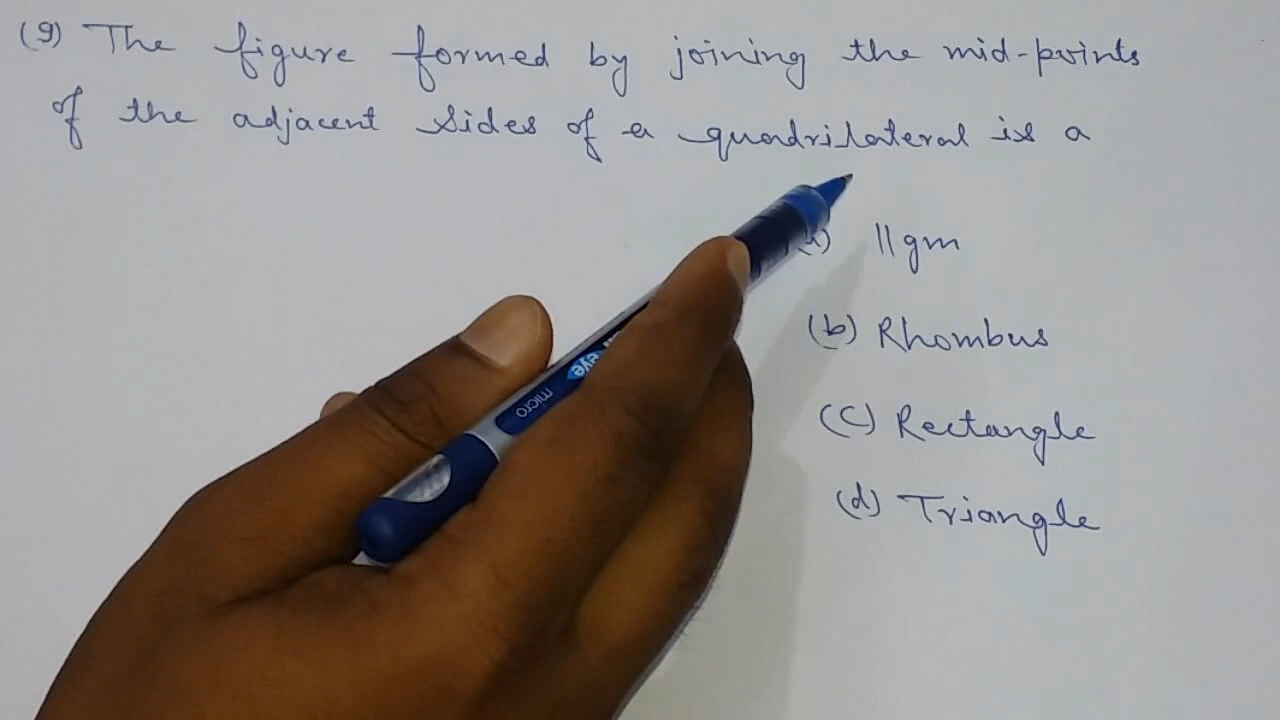 (9) The figure formed by joining the mid-points
of the adjacent sides of a quadrilateral is a
(a) ||gm
(b) Rhombus
(c) Rectangle
(d) Triangle
eye
micro